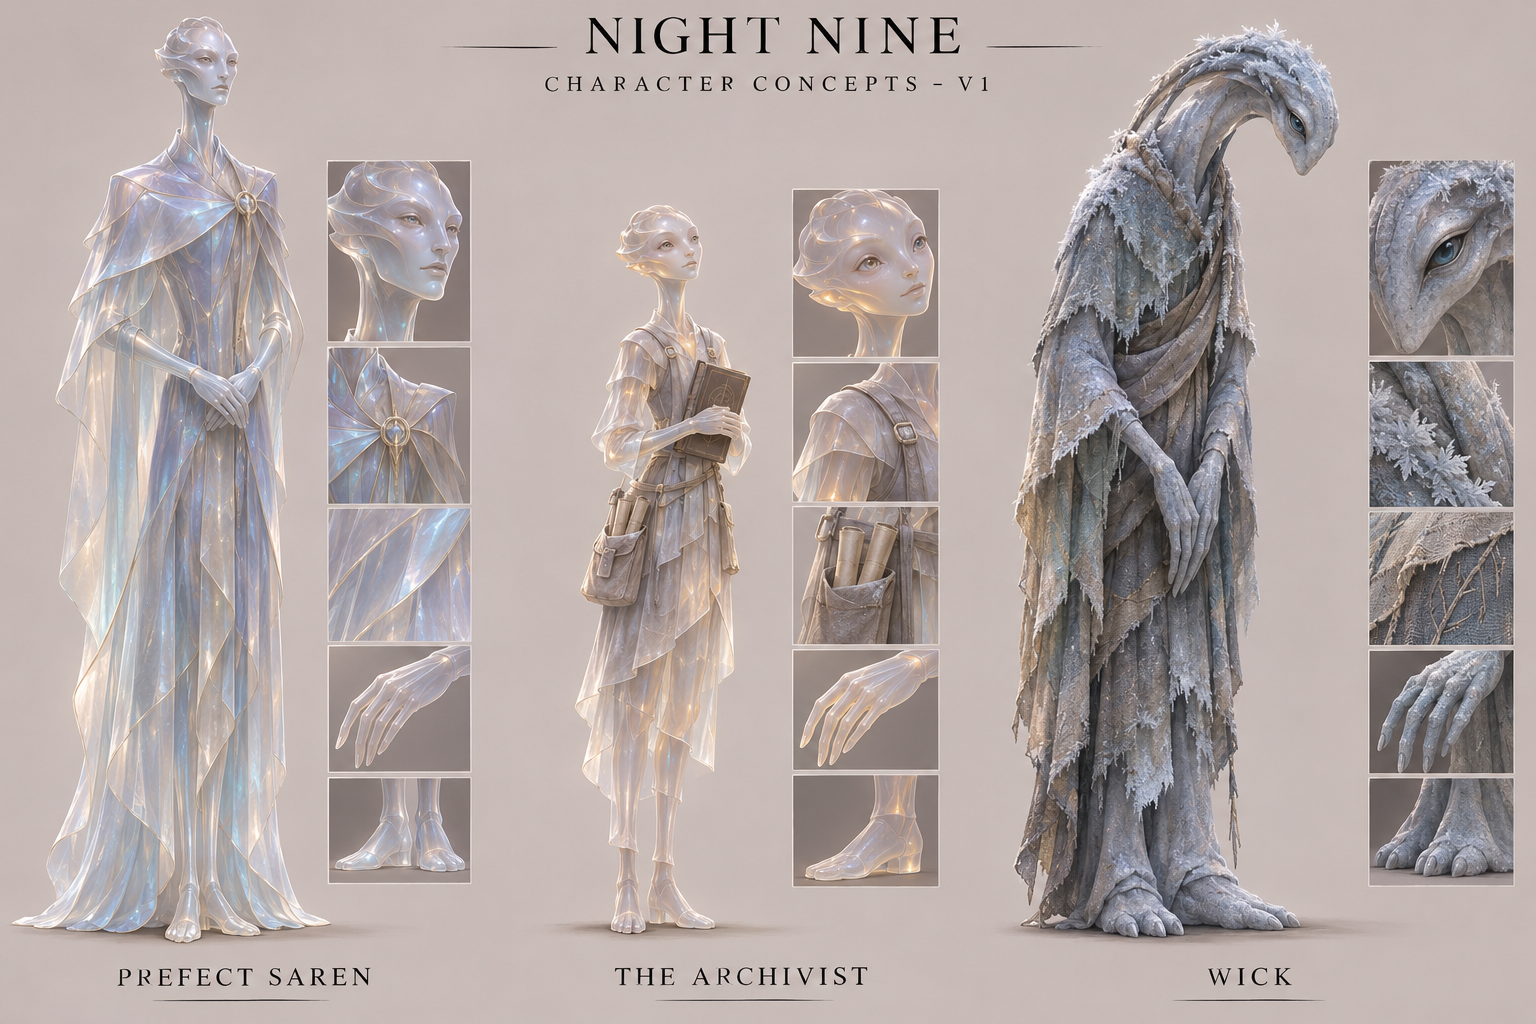 NIGHT NINE
CHARACTER CONCEPTS – V1
PREFECT SAREN
THE ARCHIVIST
WICK